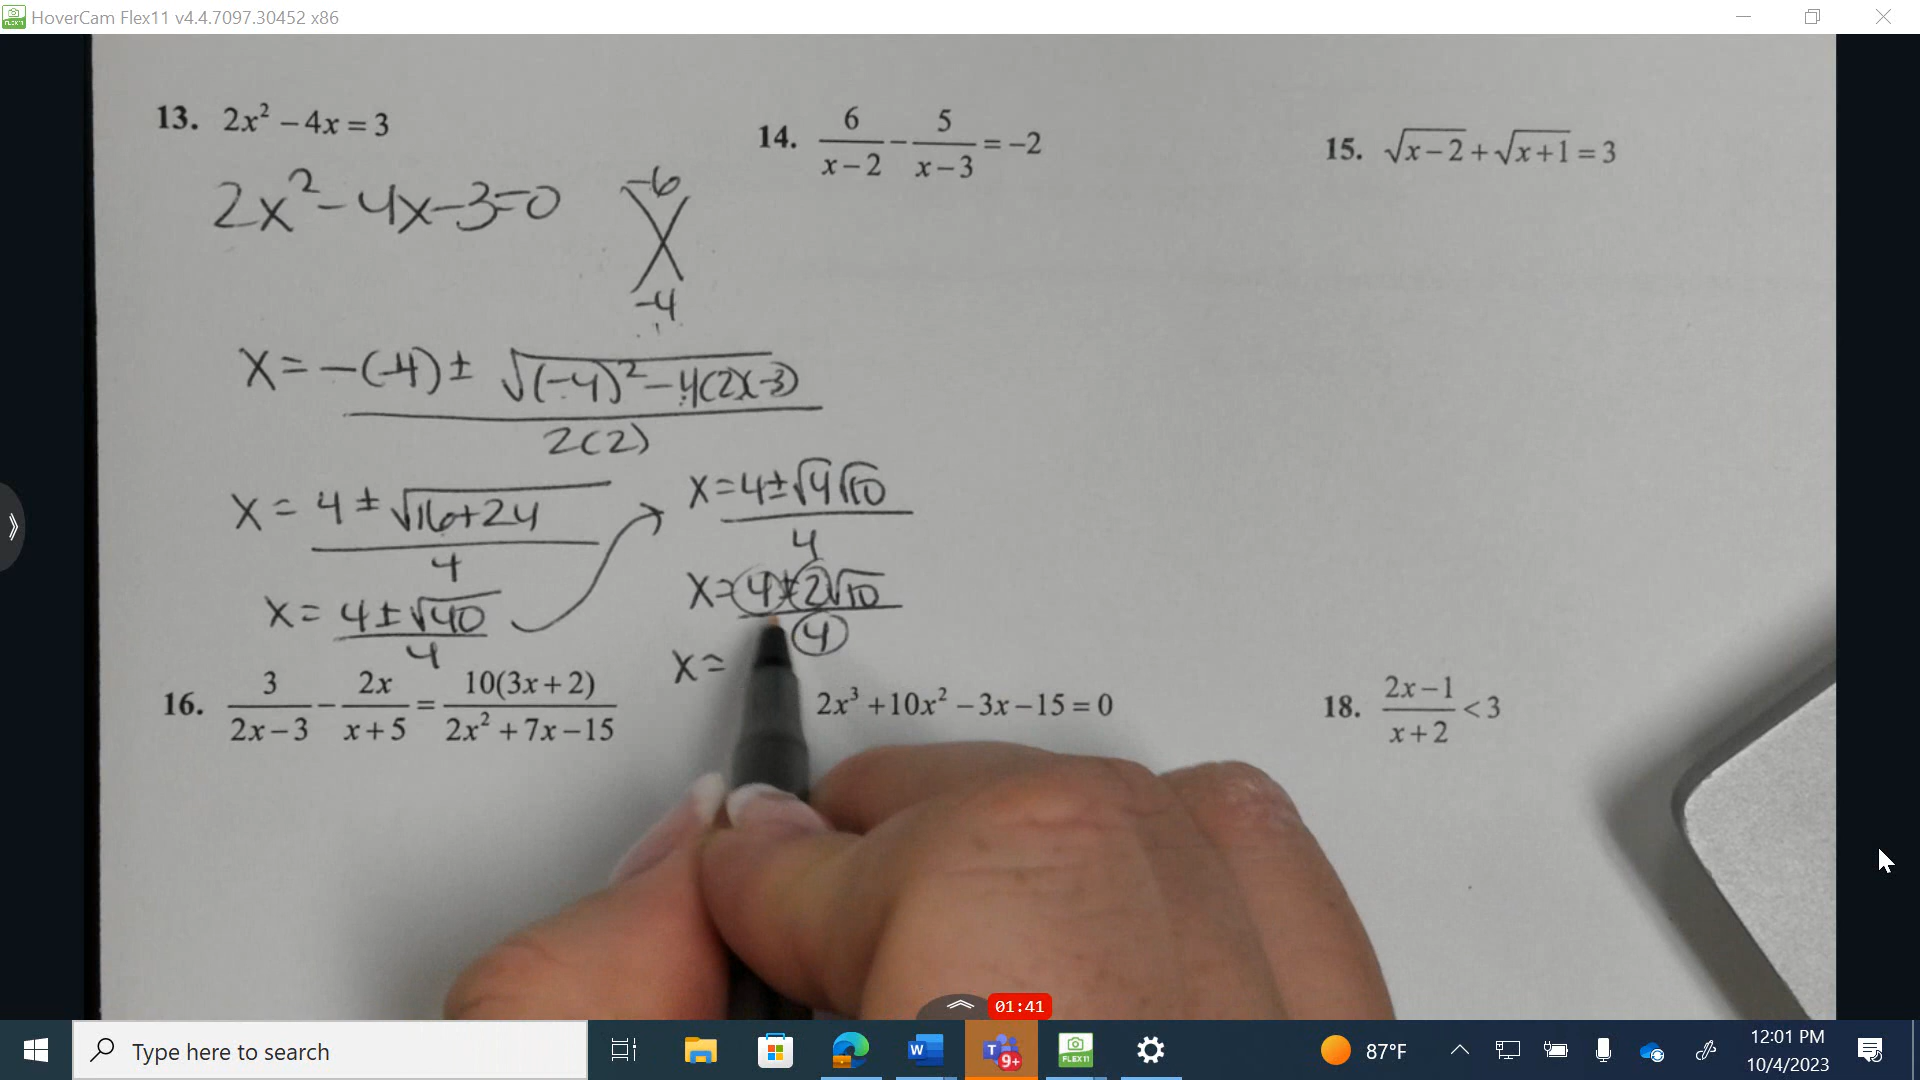 HoverCam Flex11 v4.4.7097.30452 x86
13. 2x² – 4x = 3
14. 6/(x – 2) – 5/(x – 3) = –2
15. √(x – 2) + √(x + 1) = 3
2x² – 4x – 3 = 0
–6
–4
x = (–(–4) ± √((–4)² – 4(2)(–3)))/2(2)
x = (4 ± √(16 + 24))/4
x = (4 ± √40)/4
x = (4 ± √4√10)/4
x = (4 ± 2√10)/4
x =
16. 3/(2x – 3) – 2x/(x + 5) = 10(3x + 2)/(2x² + 7x – 15)
2x³ + 10x² – 3x – 15 = 0
18. (2x – 1)/(x + 2) < 3
01:41
Type here to search
W
T
9+
FLEX11
87°F
12:01 PM
10/4/2023